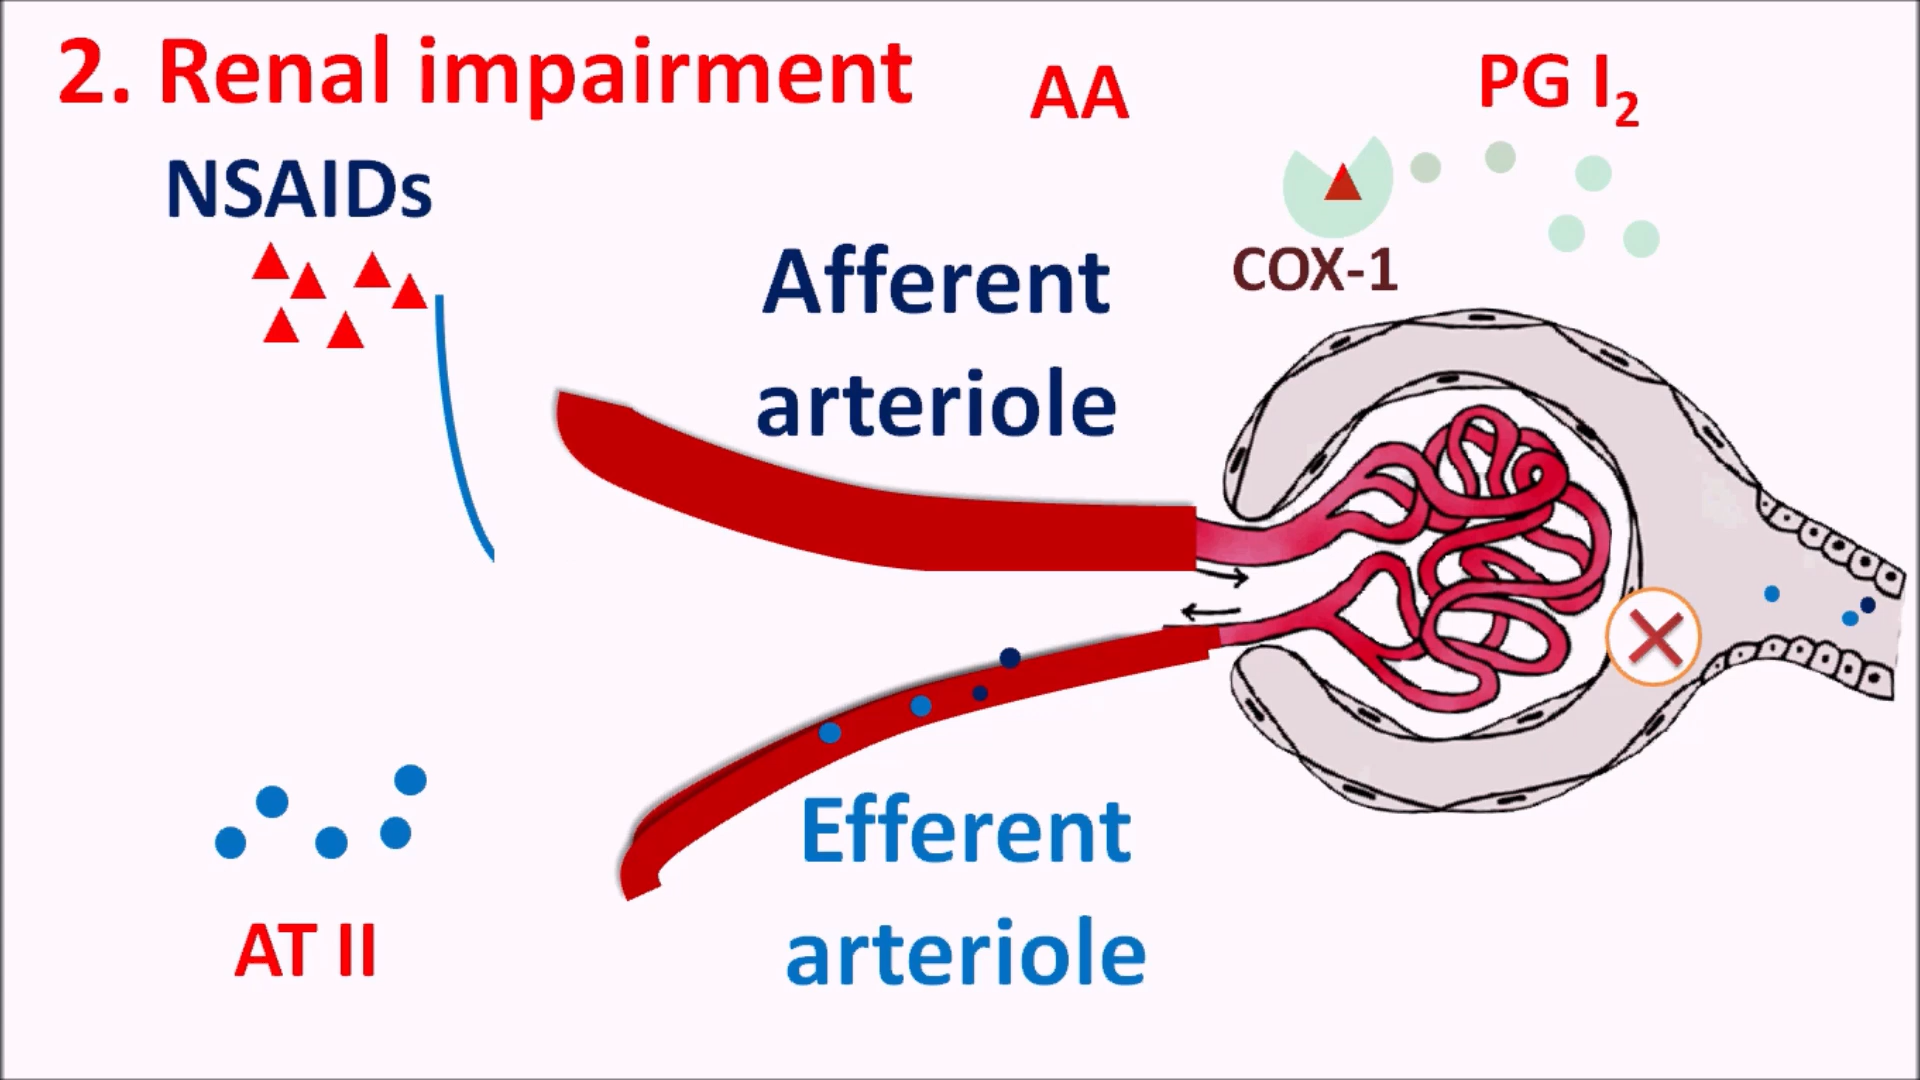 2. Renal impairment
AA
PG I₂
NSAIDs
COX-1
Afferent
arteriole
Efferent
arteriole
AT II